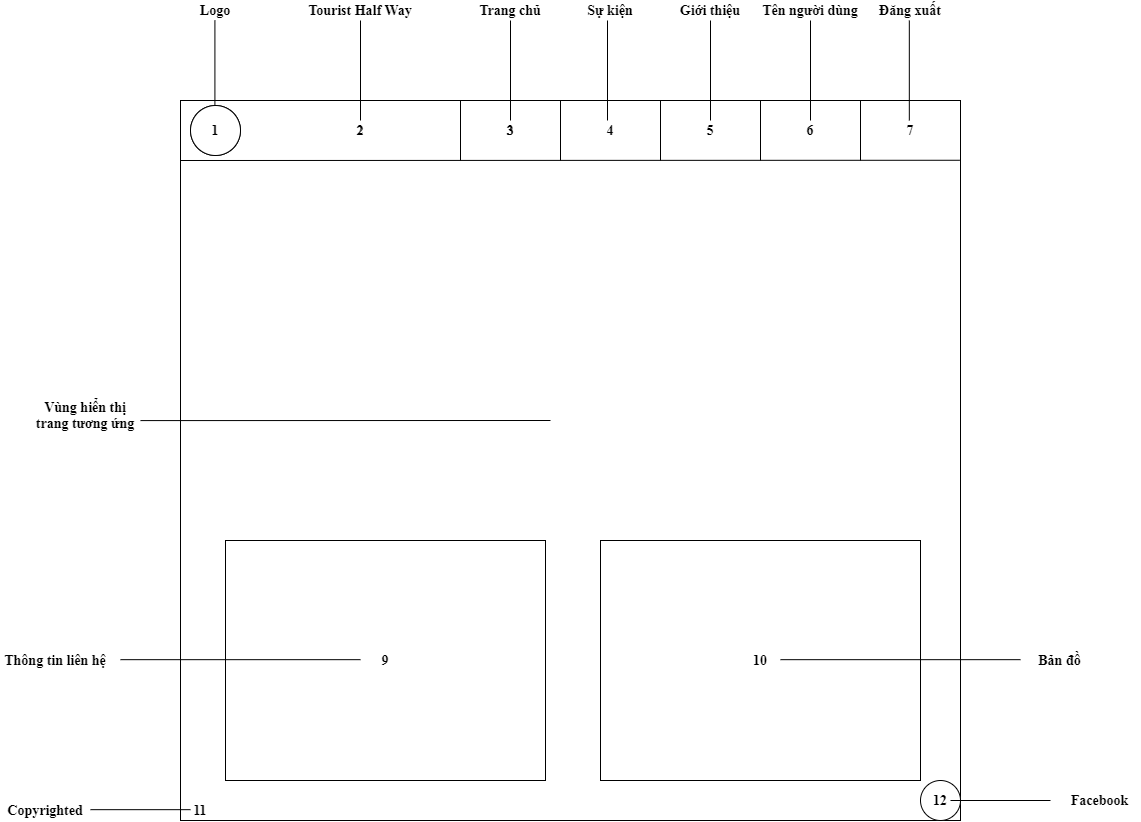 Logo
Tourist Half Way
Trang chủ
Sự kiện
Giới thiệu
Tên người dùng
Đăng xuất
1
2
3
4
5
6
7
Vùng hiển thị
trang tương ứng
Thông tin liên hệ
9
10
Bản đồ
Copyrighted
11
12
Facebook